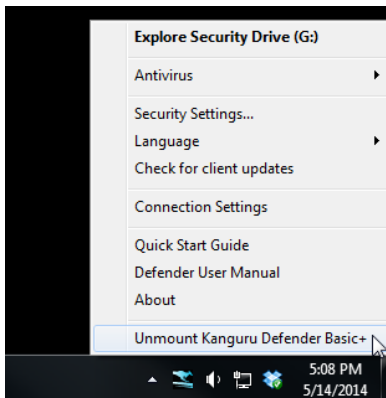 Explore Security Drive (G:)
Antivirus
Security Settings...
Language
Check for client updates
Connection Settings
Quick Start Guide
Defender User Manual
About
Unmount Kanguru Defender Basic+
5:08 PM
5/14/2014